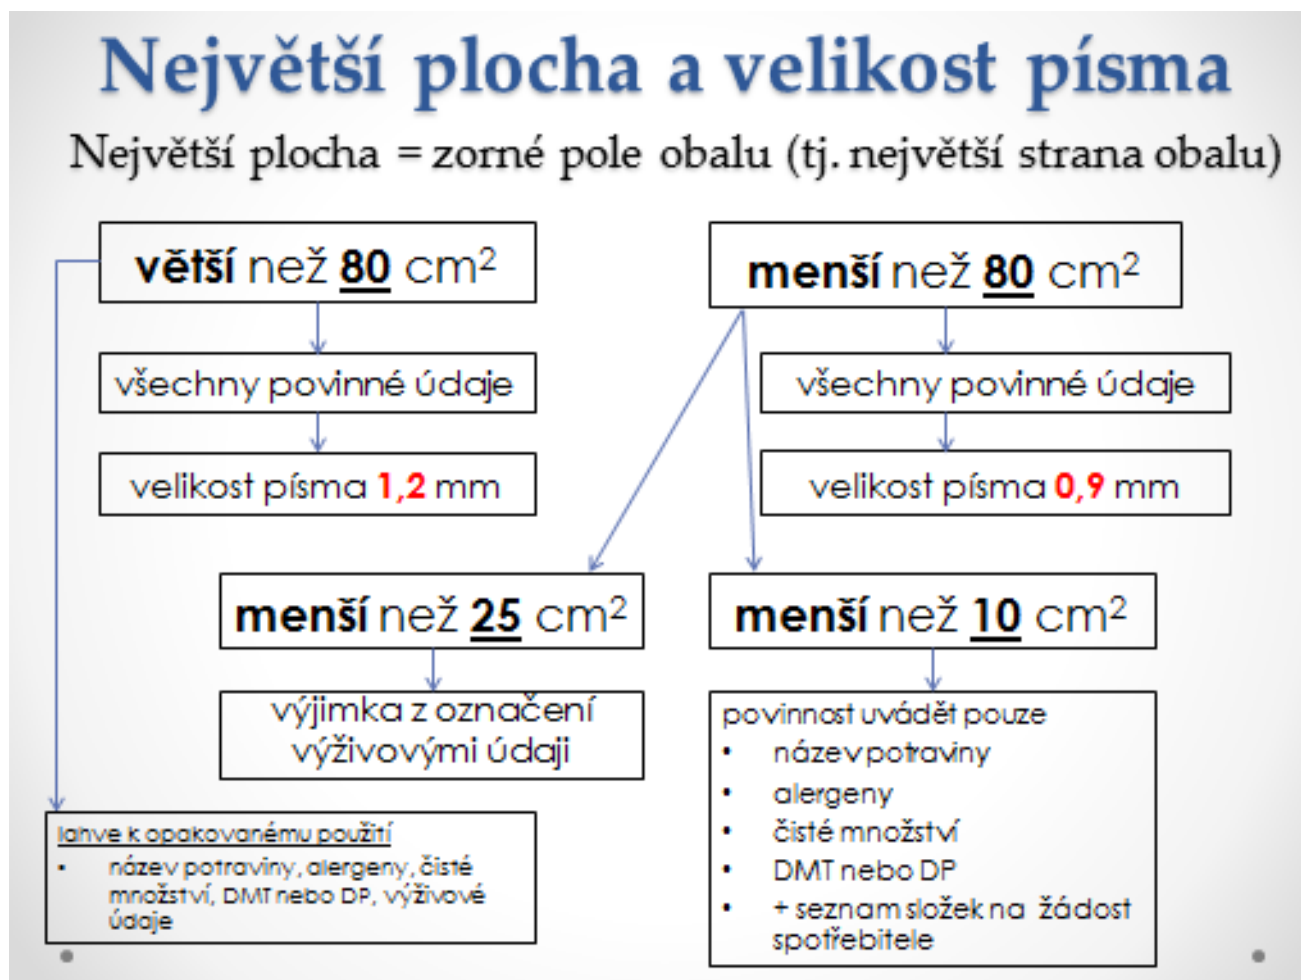 Největší plocha a velikost písma
Největší plocha = zorné pole obalu (tj. největší strana obalu)
větší než 80 cm²
všechny povinné údaje
velikost písma 1,2 mm
menší než 80 cm²
všechny povinné údaje
velikost písma 0,9 mm
menší než 25 cm²
výjimka z označení
výživovými údaji
menší než 10 cm²
povinnost uvádět pouze
• název potraviny
• alergeny
• čisté množství
• DMT nebo DP
• + seznam složek na žádost
spotřebitele
lahve k opakovanému použití
• název potraviny, alergeny, čisté
množství, DMT nebo DP, výživové
údaje